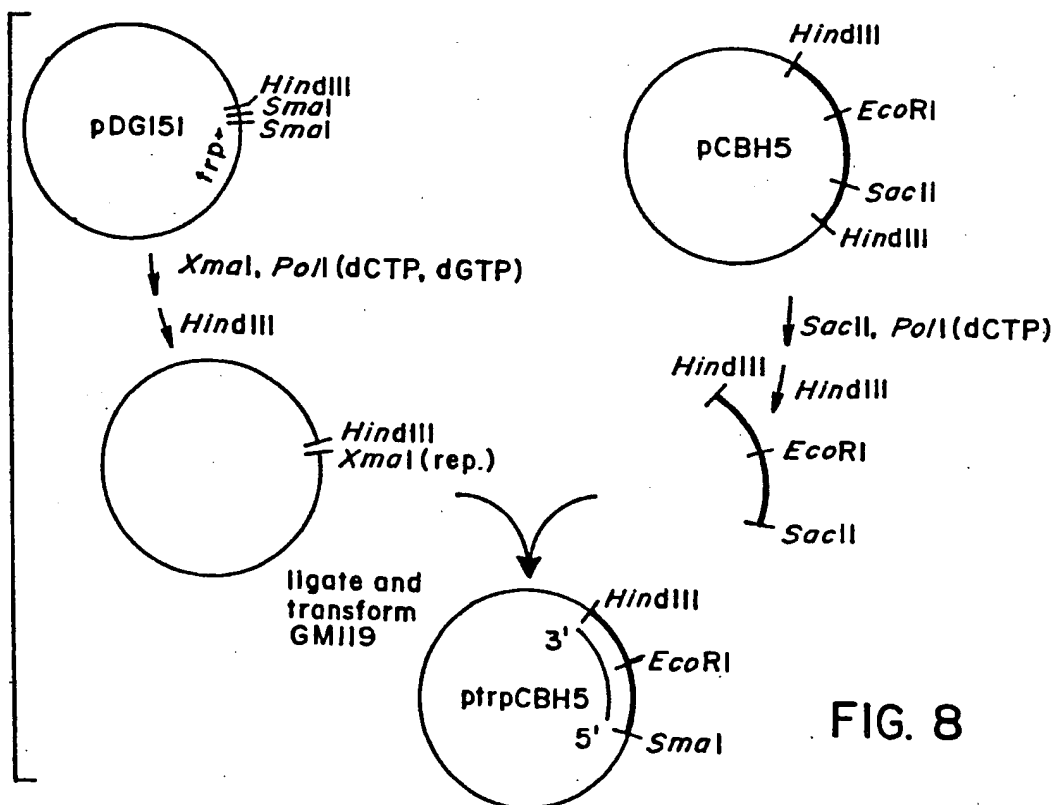 HindIII
SmaI
SmaI
pDG151
trp
XmaI, PolI (dCTP, dGTP)
HindIII
HindIII
XmaI (rep.)
HindIII
EcoRI
pCBH5
SacII
HindIII
SacII, PolI (dCTP)
HindIII
HindIII
EcoRI
SacII
ligate and
transform
GM119
HindIII
3'
EcoRI
ptrpCBH5
5'
SmaI
FIG. 8